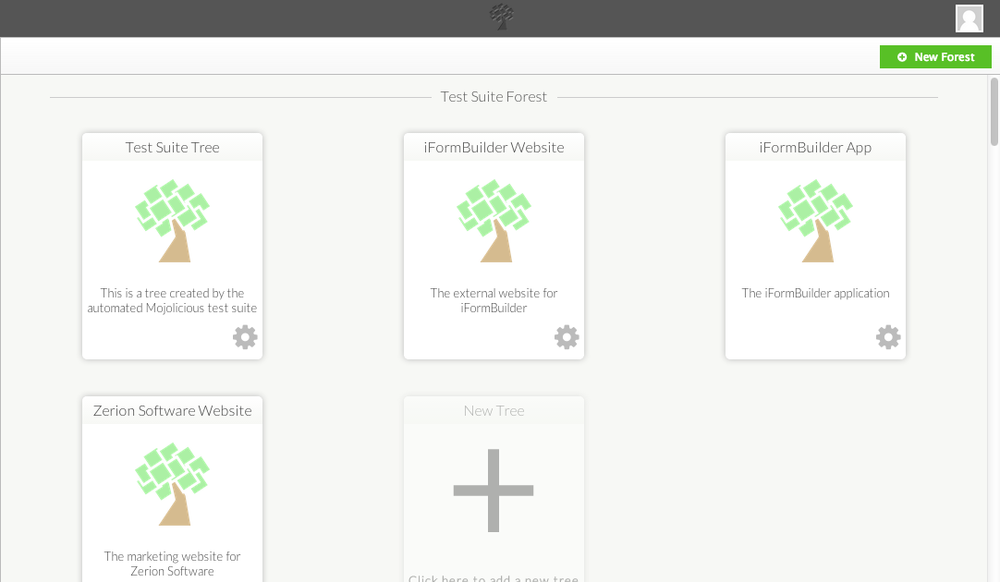 New Forest
Test Suite Forest
Test Suite Tree
This is a tree created by the
automated Mojolicious test suite
iFormBuilder Website
The external website for
iFormBuilder
iFormBuilder App
The iFormBuilder application
Zerion Software Website
The marketing website for
Zerion Software
New Tree
Click here to add a new tree